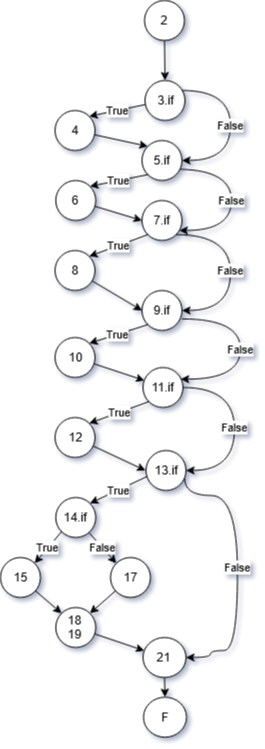 2
3.if
True
4
False
5.if
True
6
False
7.if
True
8
False
9.if
True
10
False
11.if
True
12
False
13.if
True
14.if
True
False
False
15
17
18
19
21
F